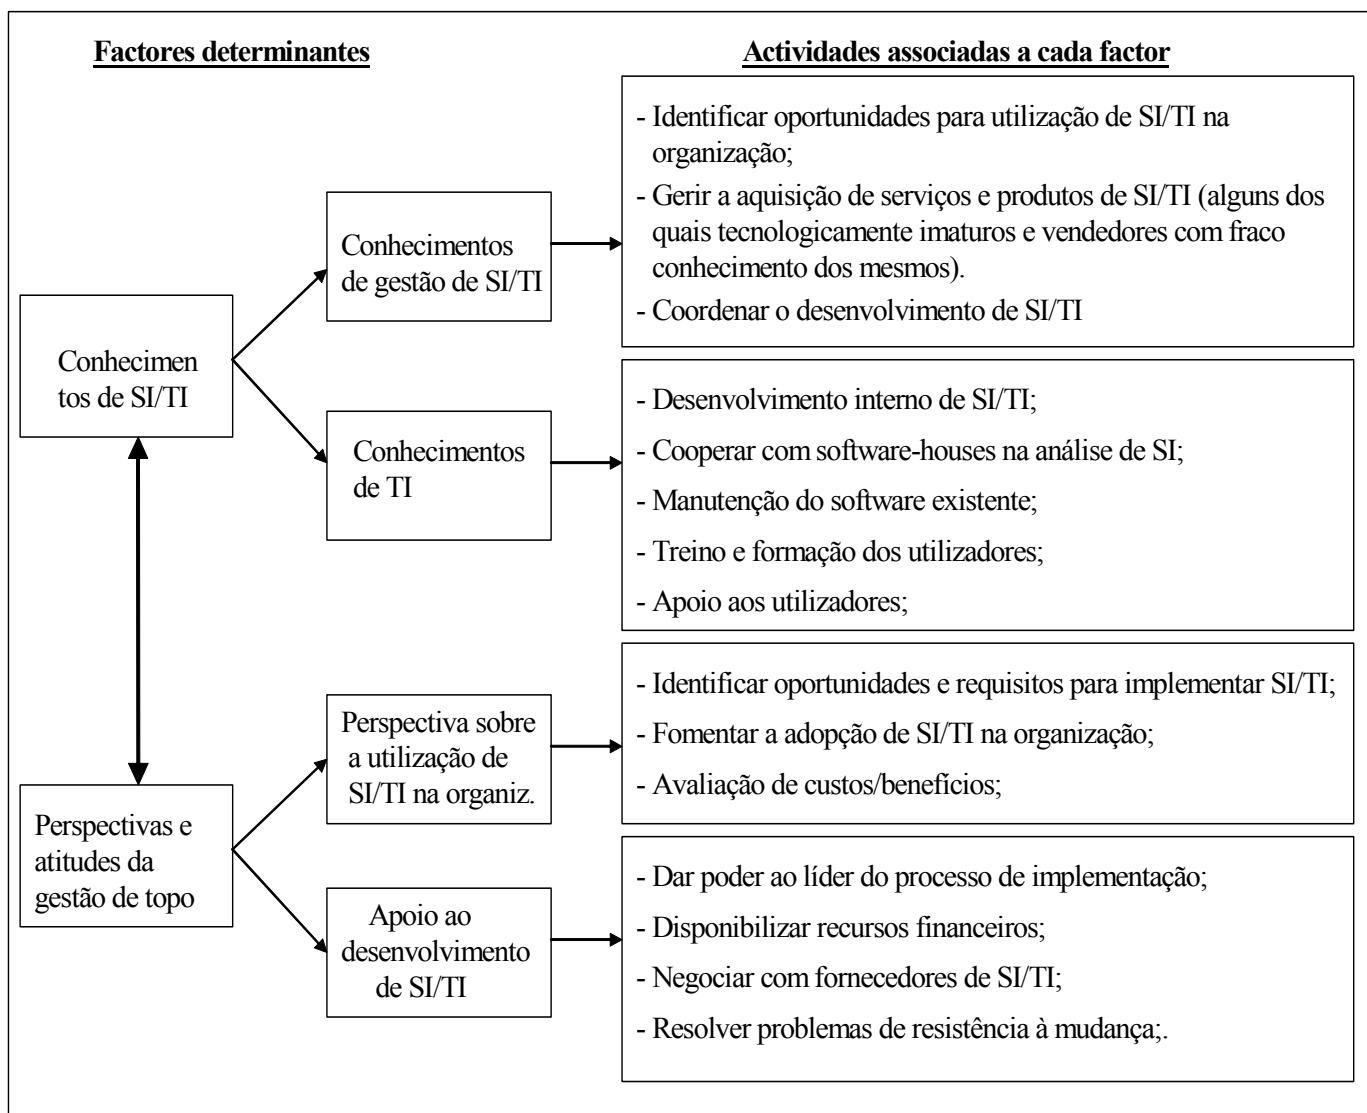 Factores determinantes
Actividades associadas a cada factor
Conhecimen
tos de SI/TI
Conhecimentos
de gestão de SI/TI
- Identificar oportunidades para utilização de SI/TI na
organização;
- Gerir a aquisição de serviços e produtos de SI/TI (alguns dos
quais tecnologicamente imaturos e vendedores com fraco
conhecimento dos mesmos).
- Coordenar o desenvolvimento de SI/TI
Conhecimentos
de TI
- Desenvolvimento interno de SI/TI;
- Cooperar com software-houses na análise de SI;
- Manutenção do software existente;
- Treino e formação dos utilizadores;
- Apoio aos utilizadores;
Perspectivas e
atitudes da
gestão de topo
Perspectiva sobre
a utilização de
SI/TI na organiz.
- Identificar oportunidades e requisitos para implementar SI/TI;
- Fomentar a adopção de SI/TI na organização;
- Avaliação de custos/benefícios;
Apoio ao
desenvolvimento
de SI/TI
- Dar poder ao líder do processo de implementação;
- Disponibilizar recursos financeiros;
- Negociar com fornecedores de SI/TI;
- Resolver problemas de resistência à mudança;.